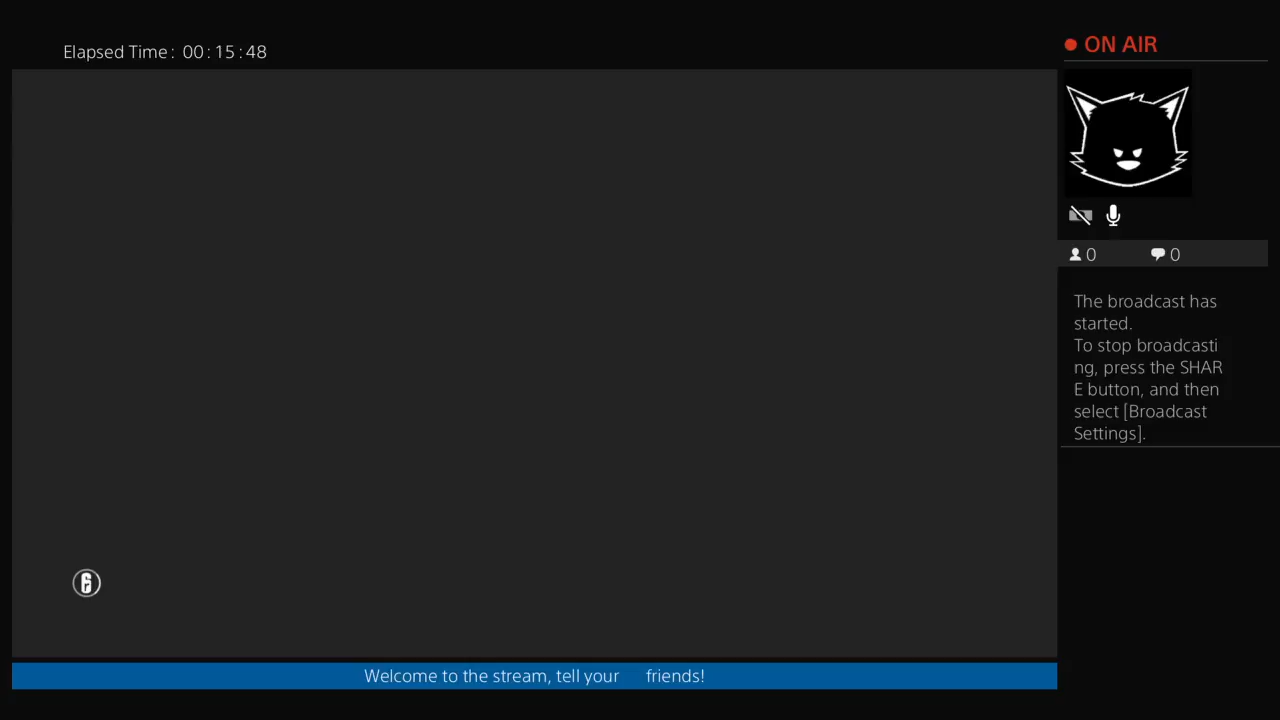 Elapsed Time: 00:15:48
ON AIR
0 0
The broadcast has
started.
To stop broadcasti
ng, press the SHAR
E button, and then
select [Broadcast
Settings].
6
Welcome to the stream, tell your friends!